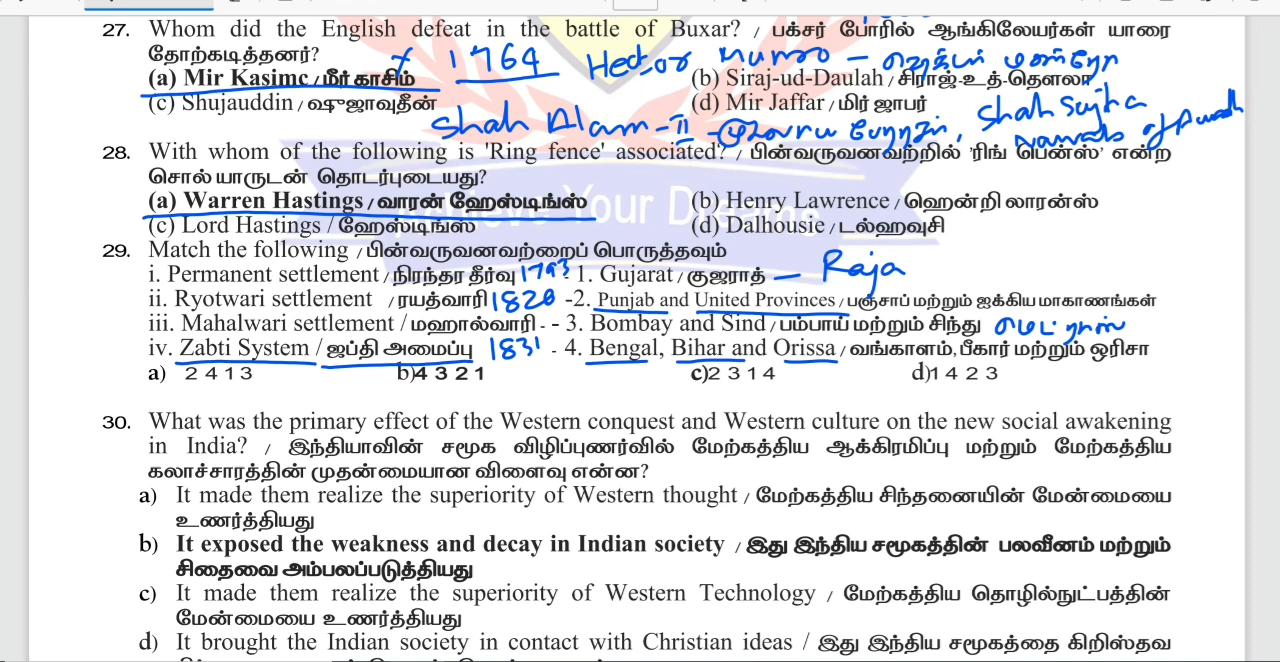 27. Whom did the English defeat in the battle of Buxar? / பக்சர் போரில் ஆங்கிலேயர்கள் யாரை
தோற்கடித்தனர்? 1764 Hector Munro –
(a) Mir Kasimc / மீர் காசிம் (b) Siraj-ud-Daulah / சிராஜ்-உத்-தௌலா
(c) Shujauddin / ஷுஜாவுதீன் (d) Mir Jaffar / மிர் ஜாபர்
Shah Alam - II - Shah Sujha
28. With whom of the following is 'Ring fence' associated? / பின்வருவனவற்றில் 'ரிங் பென்ஸ்' என்ற
சொல் யாருடன் தொடர்புடையது?
(a) Warren Hastings / வாரன் ஹேஸ்டிங்ஸ் (b) Henry Lawrence / ஹென்றி லாரன்ஸ்
(c) Lord Hastings / ஹேஸ்டிங்ஸ் (d) Dalhousie / டல்ஹவுசி
Your Dreams
29. Match the following / பின்வருவனவற்றைப் பொருத்தவும்
i. Permanent settlement / நிரந்தர தீர்வு 1793 - 1. Gujarat / குஜராத் – Raja
ii. Ryotwari settlement / ரயத்வாரி 1820 -2. Punjab and United Provinces / பஞ்சாப் மற்றும் ஐக்கிய மாகாணங்கள்
iii. Mahalwari settlement / மஹால்வாரி - - 3. Bombay and Sind / பம்பாய் மற்றும் சிந்து
iv. Zabti System / ஜப்தி அமைப்பு 1831 - 4. Bengal, Bihar and Orissa / வங்காளம், பீகார் மற்றும் ஒரிசா
a) 2 4 1 3 b)4 3 2 1 c)2 3 1 4 d)1 4 2 3
30. What was the primary effect of the Western conquest and Western culture on the new social awakening
in India? / இந்தியாவின் சமூக விழிப்புணர்வில் மேற்கத்திய ஆக்கிரமிப்பு மற்றும் மேற்கத்திய
கலாச்சாரத்தின் முதன்மையான விளைவு என்ன?
a) It made them realize the superiority of Western thought / மேற்கத்திய சிந்தனையின் மேன்மையை
உணர்த்தியது
b) It exposed the weakness and decay in Indian society / இது இந்திய சமூகத்தின் பலவீனம் மற்றும்
சிதைவை அம்பலப்படுத்தியது
c) It made them realize the superiority of Western Technology / மேற்கத்திய தொழில்நுட்பத்தின்
மேன்மையை உணர்த்தியது
d) It brought the Indian society in contact with Christian ideas / இது இந்திய சமூகத்தை கிறிஸ்தவ